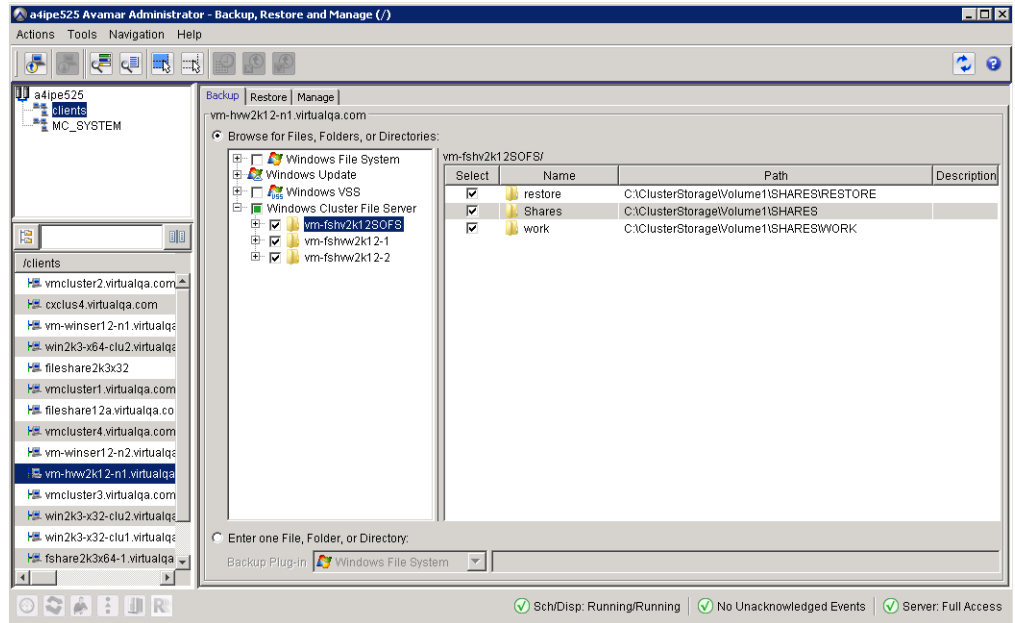 a4ipe525 Avamar Administrator - Backup, Restore and Manage (/)
Actions Tools Navigation Help
a4ipe525
clients
MC_SYSTEM
/clients
vmcluster2.virtualqa.com
cxclus4.virtualqa.com
vm-winser12-n1.virtualqa
win2k3-x64-clu2.virtualqa
fileshare2k3x32
vmcluster1.virtualqa.com
fileshare12a.virtualqa.co
vmcluster4.virtualqa.com
vm-winser12-n2.virtualqa
vm-hvw2k12-n1.virtualqa
vmcluster3.virtualqa.com
win2k3-x32-clu2.virtualqa
win2k3-x32-clu1.virtualqa
fshare2k3x64-1.virtualqa
Backup Restore Manage
vm-hvw2k12-n1.virtualqa.com
Browse for Files, Folders, or Directories:
Windows File System
Windows Update
VSS Windows VSS
Windows Cluster File Server
vm-fshv2k12SOFS
vm-fshvw2k12-1
vm-fshvw2k12-2
vm-fshv2k12SOFS/
Select Name Path Description
restore C:\ClusterStorage\Volume1\SHARES\RESTORE
Shares C:\ClusterStorage\Volume1\SHARES
work C:\ClusterStorage\Volume1\SHARES\WORK
Enter one File, Folder, or Directory:
Backup Plug-in Windows File System
Sch/Disp: Running/Running No Unacknowledged Events Server: Full Access